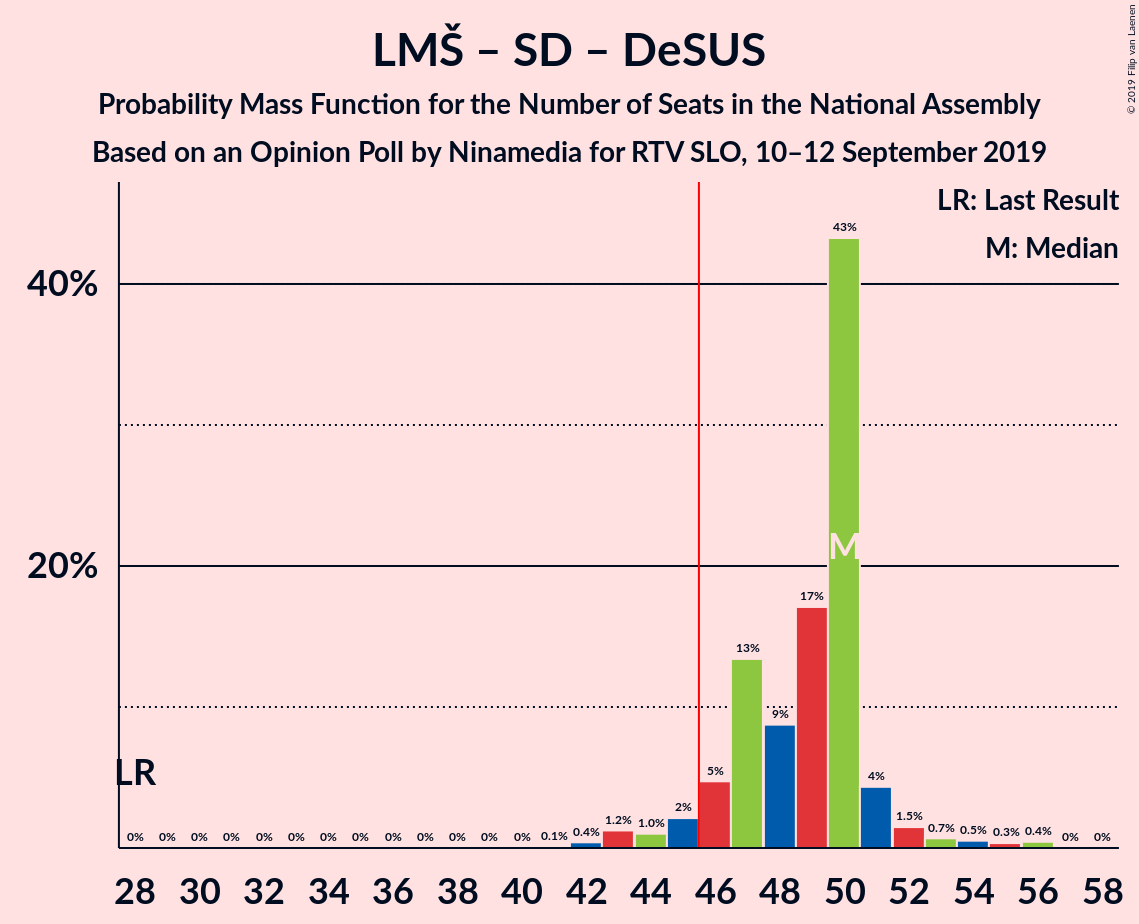 LMŠ – SD – DeSUS
Probability Mass Function for the Number of Seats in the National Assembly
Based on an Opinion Poll by Ninamedia for RTV SLO, 10–12 September 2019
© 2019 Filip van Laenen
LR: Last Result
M: Median
43%
40%
M
20%
17%
13%
9%
LR
5%
4%
2%
0% 0% 0% 0% 0% 0% 0% 0% 0% 0% 0% 0% 0% 0.1% 0.4% 1.2% 1.0% 1.5% 0.7% 0.5% 0.3% 0.4% 0% 0%
28 30 32 34 36 38 40 42 44 46 48 50 52 54 56 58